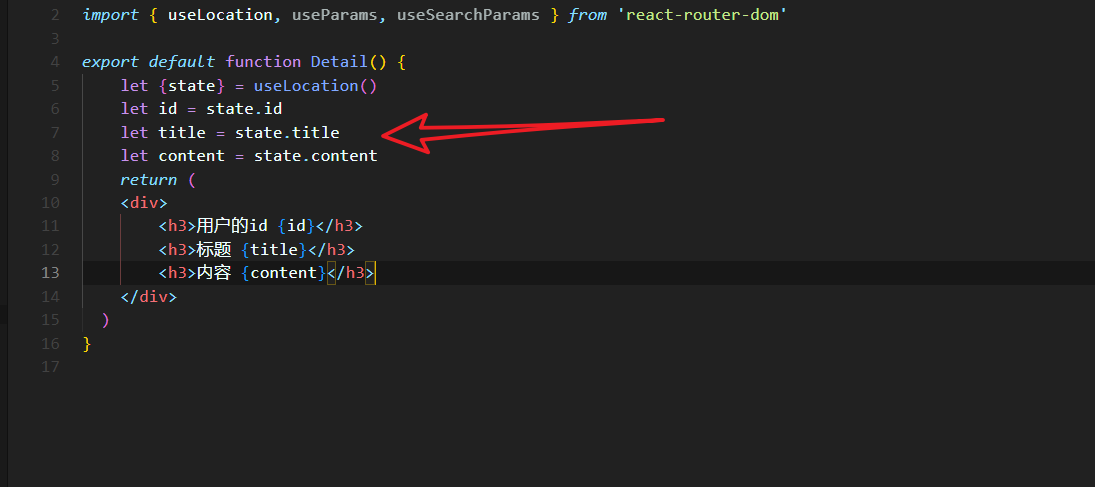 2 import { useLocation, useParams, useSearchParams } from 'react-router-dom'
3
4 export default function Detail() {
5 let {state} = useLocation()
6 let id = state.id
7 let title = state.title
8 let content = state.content
9 return (
10 <div>
11 <h3>用户的id {id}</h3>
12 <h3>标题 {title}</h3>
13 <h3>内容 {content}</h3>
14 </div>
15 )
16 }
17